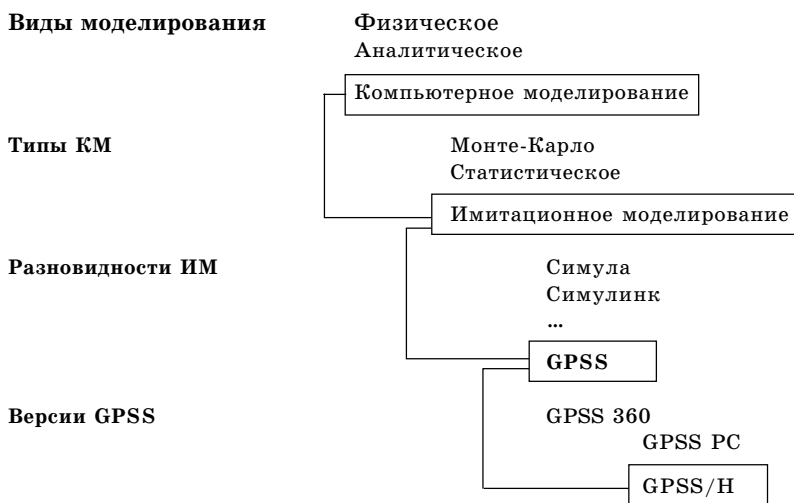 Виды моделирования Физическое
Аналитическое
Компьютерное моделирование
Типы КМ Монте-Карло
Статистическое
Имитационное моделирование
Разновидности ИМ Симула
Симулинк
...
GPSS
Версии GPSS GPSS 360
GPSS PC
GPSS/H